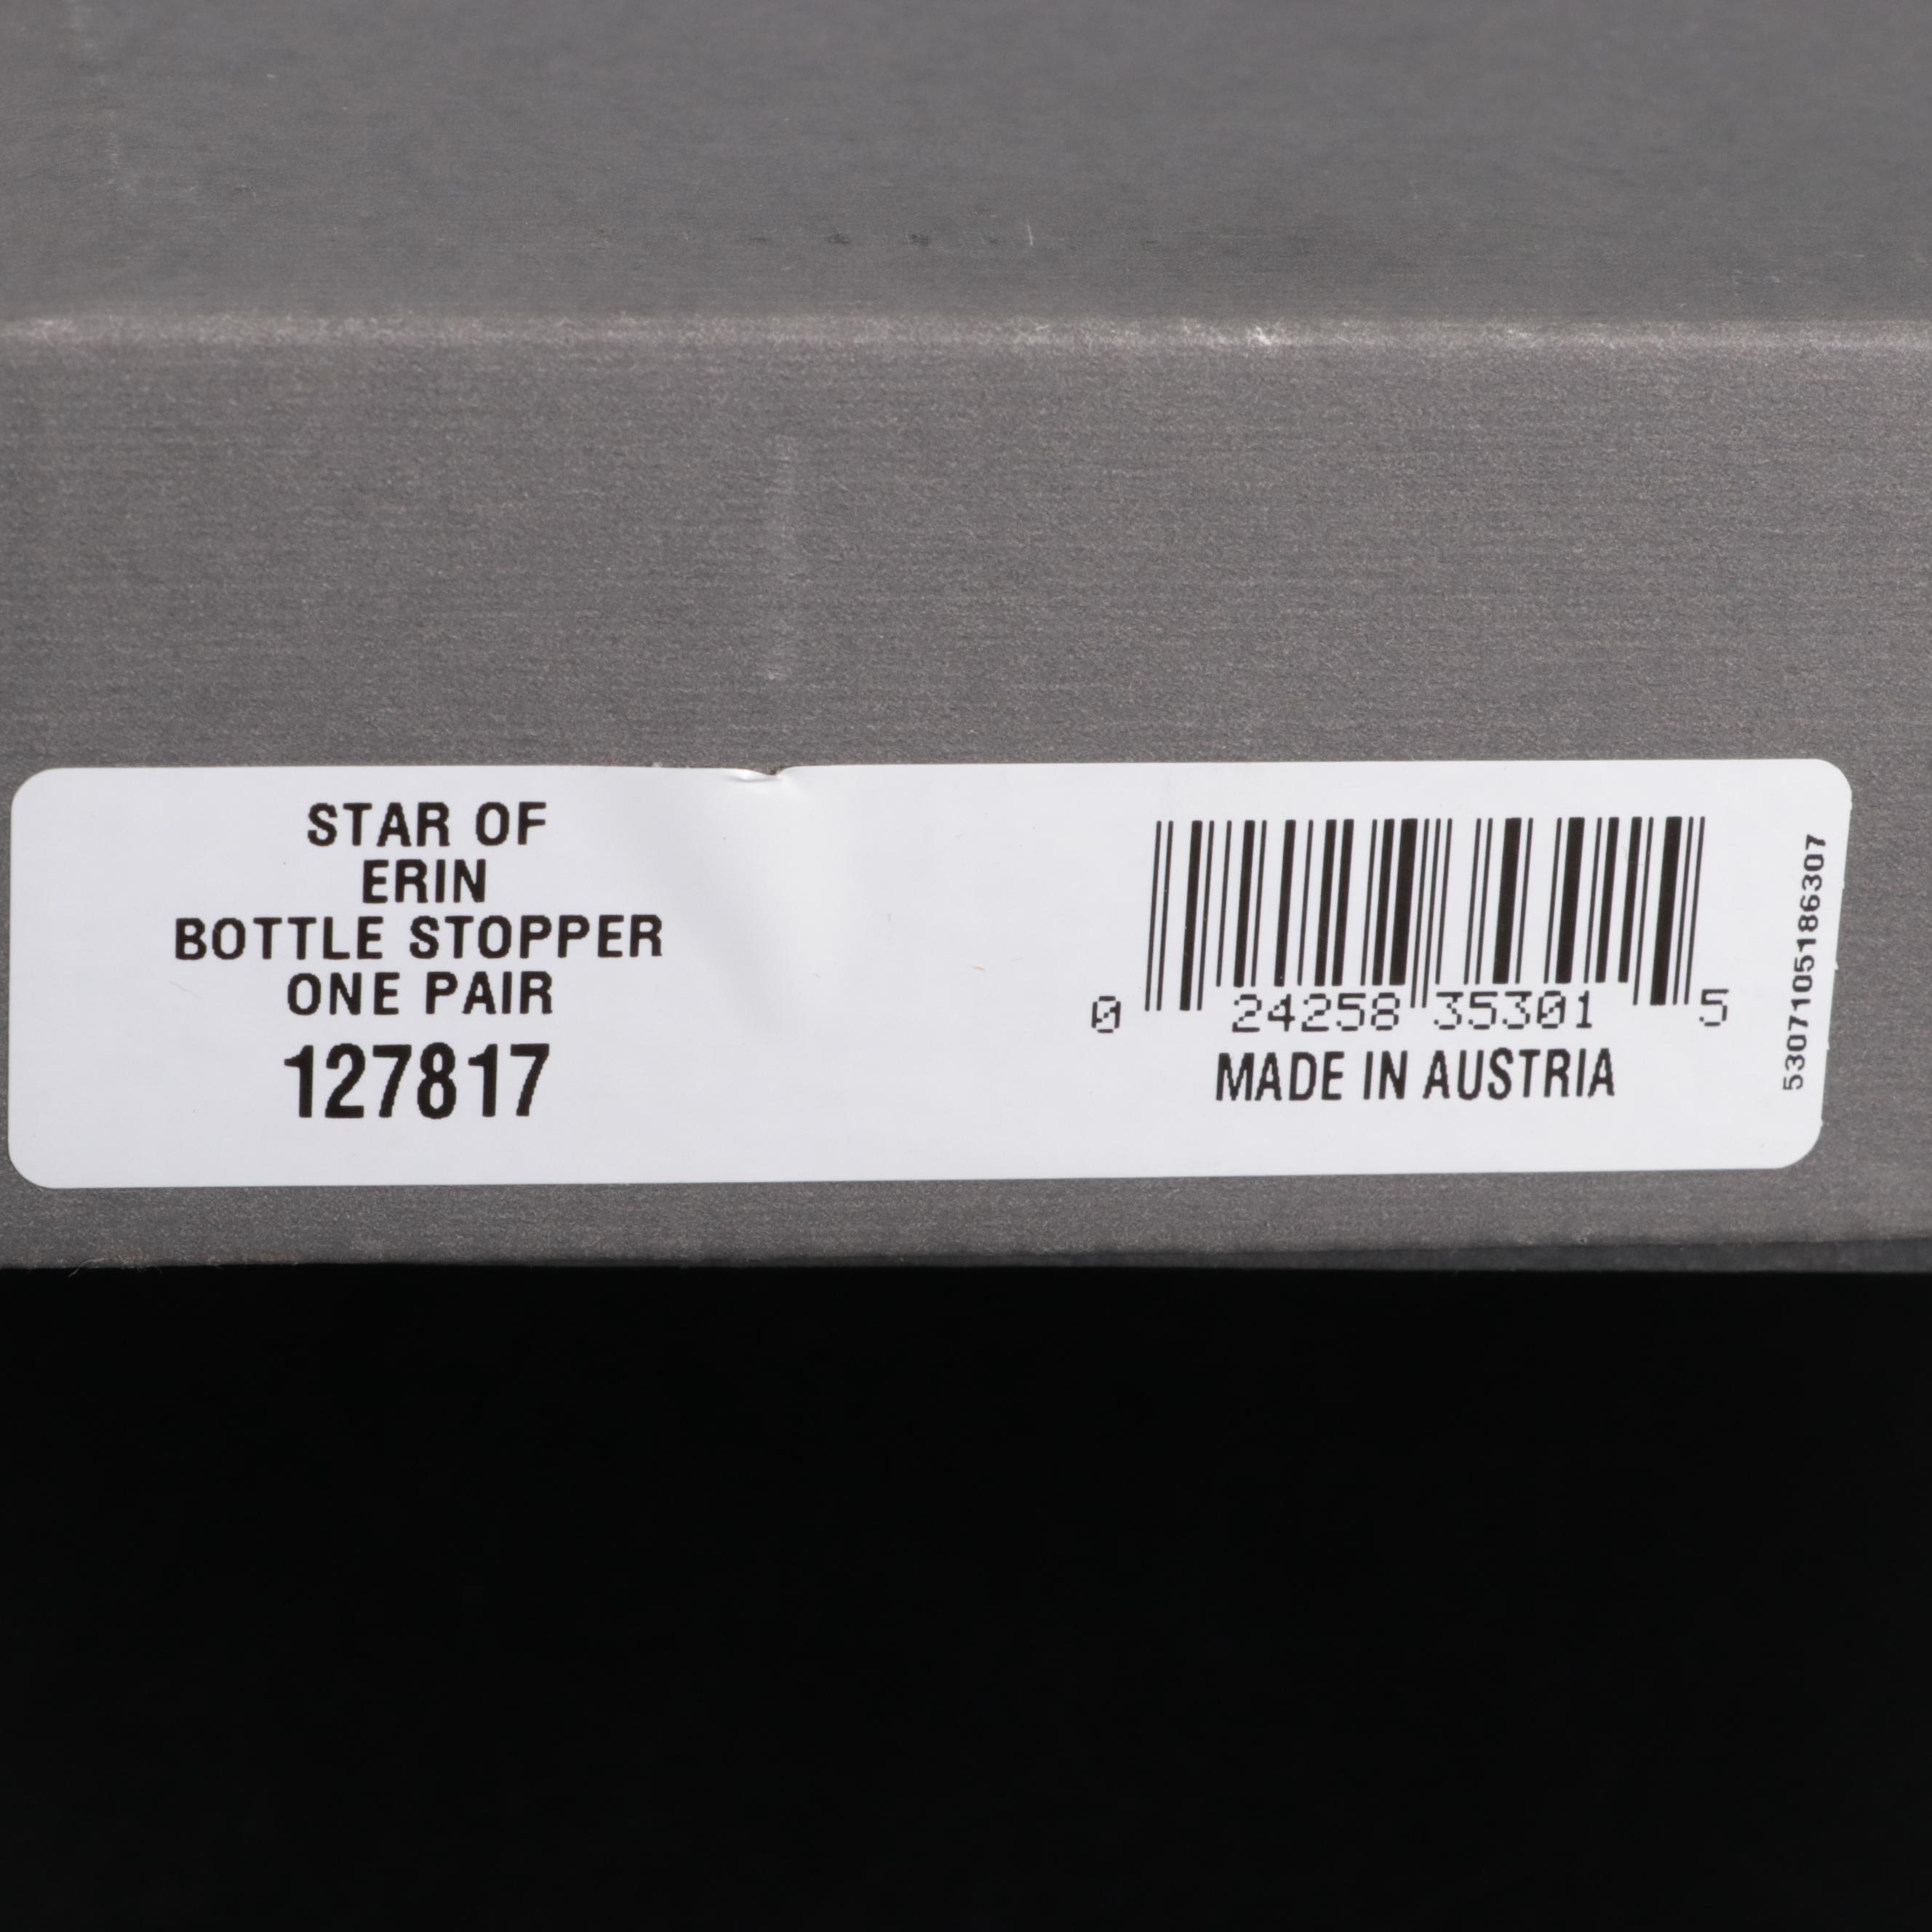 STAR OF
ERIN
BOTTLE STOPPER
ONE PAIR
127817
0 24258 35301 5
MADE IN AUSTRIA
5307105186307